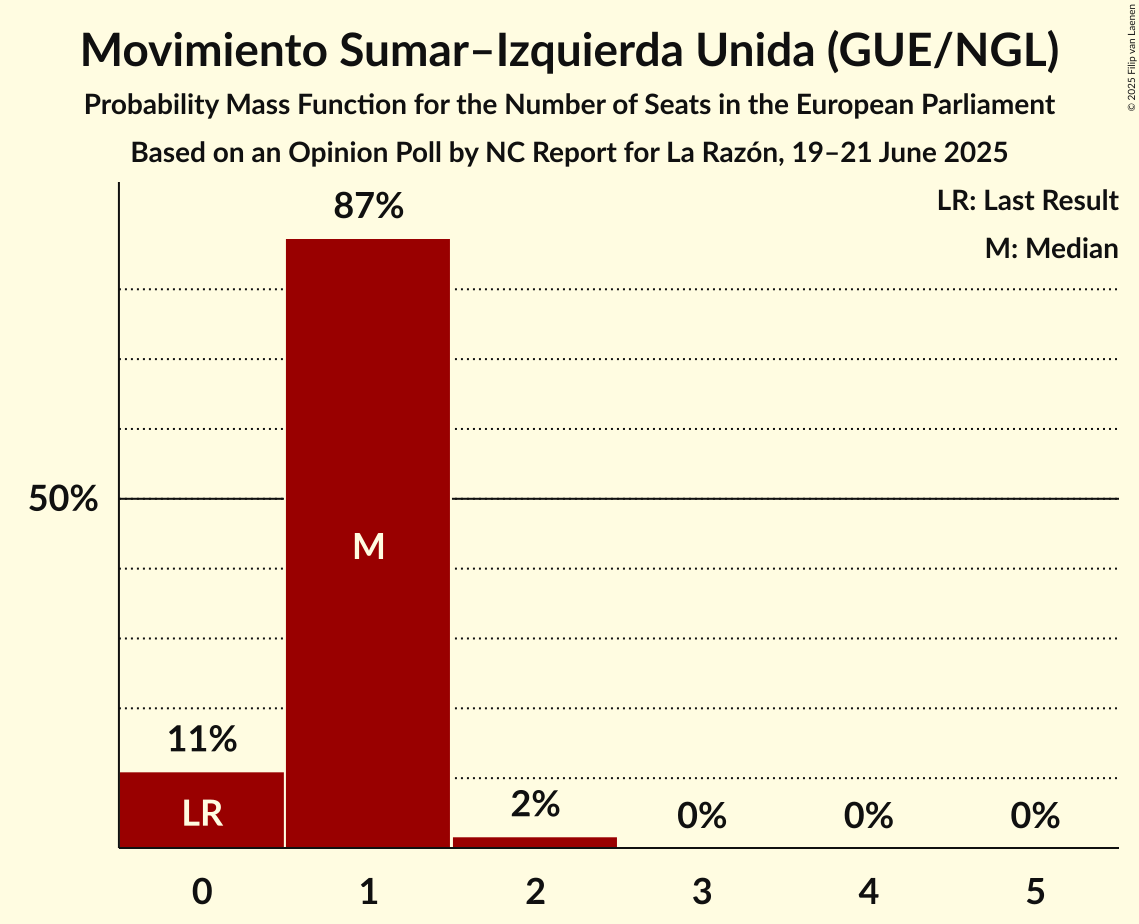 Movimiento Sumar–Izquierda Unida (GUE/NGL)
Probability Mass Function for the Number of Seats in the European Parliament
Based on an Opinion Poll by NC Report for La Razón, 19–21 June 2025
© 2025 Filip van Laenen
LR: Last Result
M: Median
87%
50%
M
11%
LR
2%
0%
0%
0%
0
1
2
3
4
5